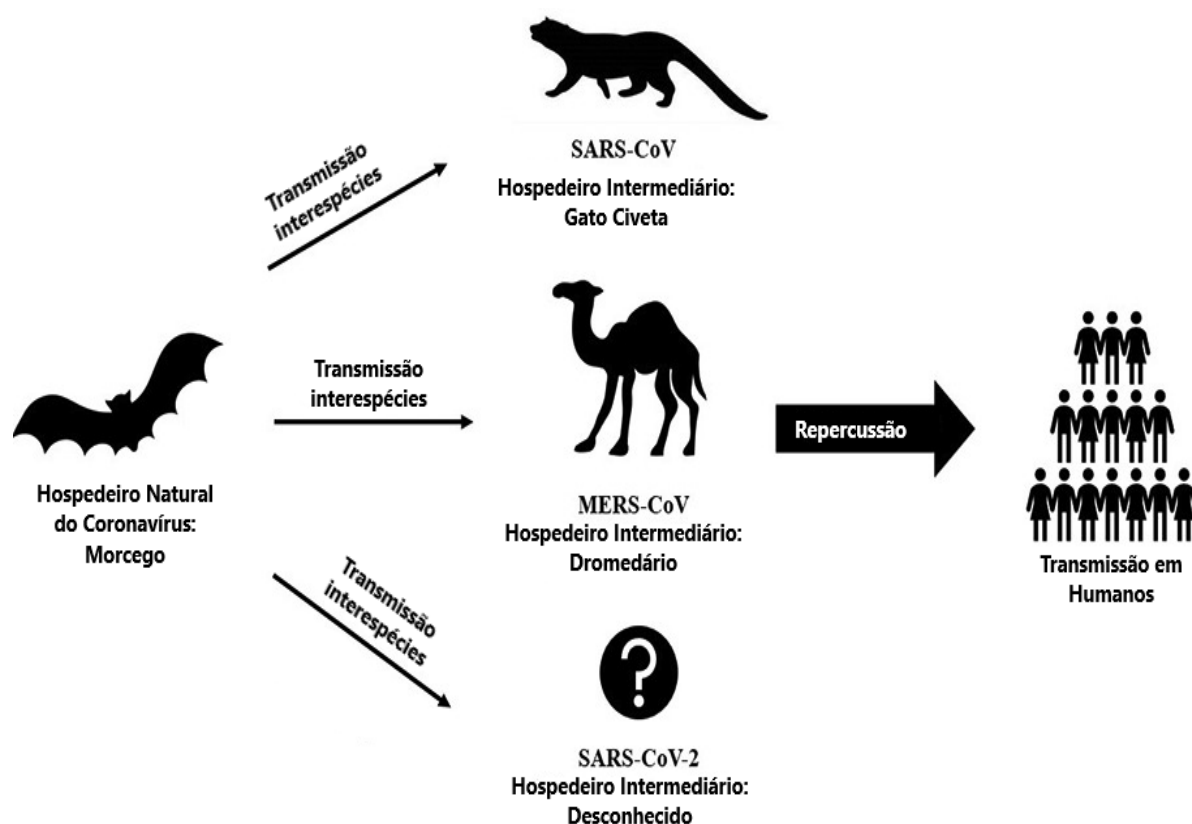 Transmissão
interespécies
SARS-CoV
Hospedeiro Intermediário:
Gato Civeta
Hospedeiro Natural
do Coronavírus:
Morcego
Transmissão
interespécies
MERS-CoV
Hospedeiro Intermediário:
Dromedário
Repercussão
Transmissão em
Humanos
Transmissão
interespécies
?
SARS-CoV-2
Hospedeiro Intermediário:
Desconhecido